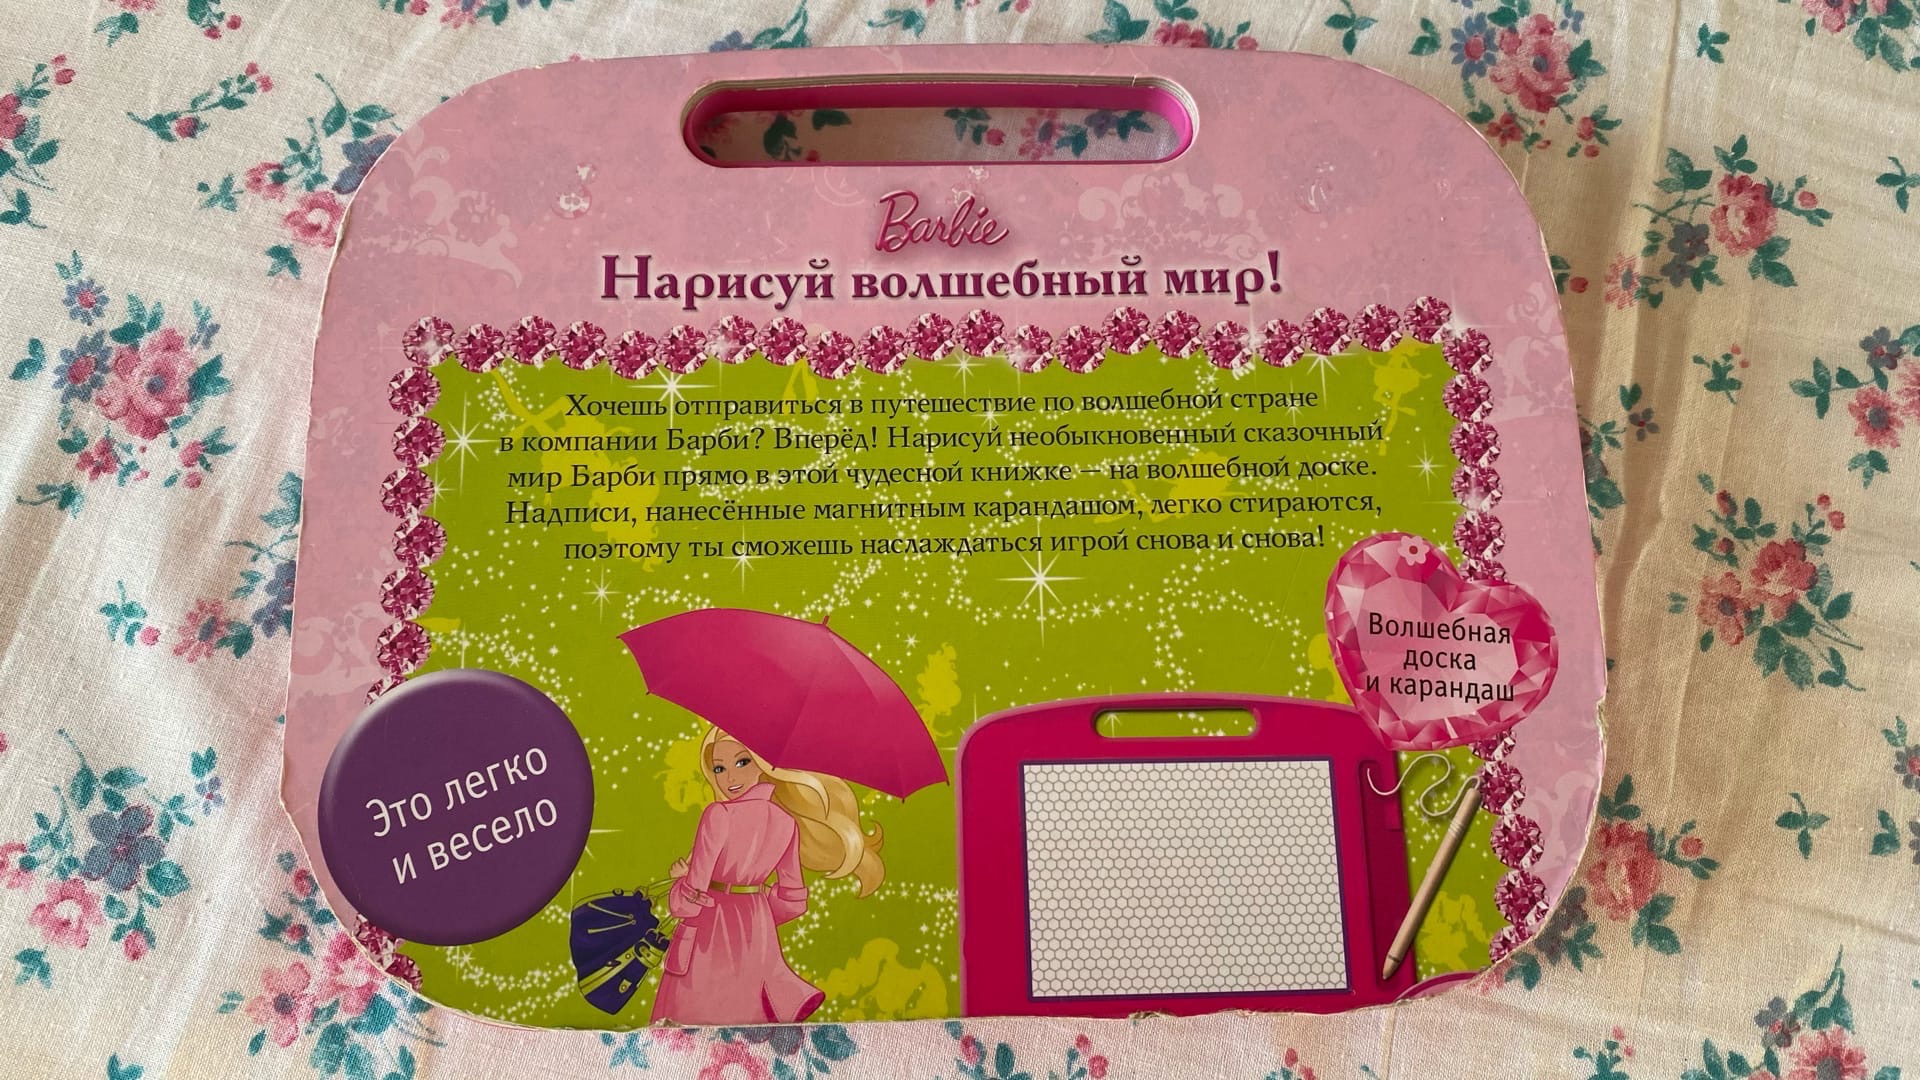 Barbie
Нарисуй волшебный мир!
Хочешь отправиться в путешествие по волшебной стране
в компании Барби? Вперёд! Нарисуй необыкновенный сказочный
мир Барби прямо в этой чудесной книжке — на волшебной доске.
Надписи, нанесённые магнитным карандашом, легко стираются,
поэтому ты сможешь наслаждаться игрой снова и снова!
Волшебная
доска
и карандаш
Это легко
и весело